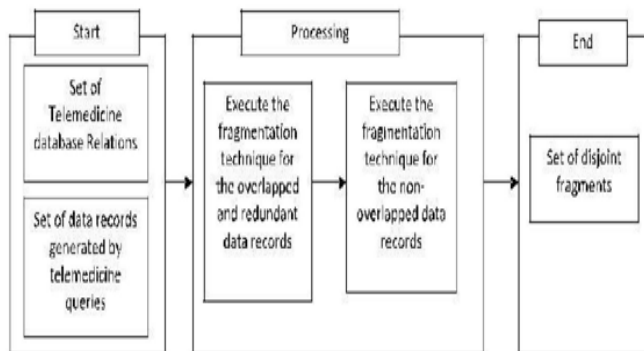 Start
Set of
Telemedicine
database Relations
Set of data records
generated by
telemedicine
queries
Processing
Execute the
fragmentation
technique for
the overlapped
and redundant
data records
Execute the
fragmentation
technique for
the non-
overlapped data
records
End
Set of disjoint
fragments